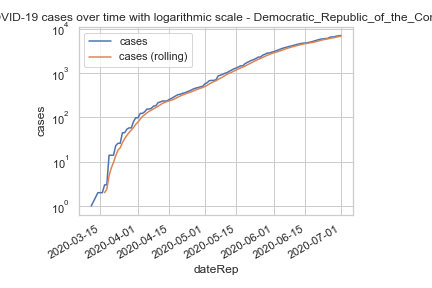 VID-19 cases over time with logarithmic scale - Democratic_Republic_of_the_Con
10^4
10^3
10^2
10^1
10^0
cases
cases
cases (rolling)
2020-03-15
2020-04-01
2020-04-15
2020-05-01
2020-05-15
2020-06-01
2020-06-15
2020-07-01
dateRep